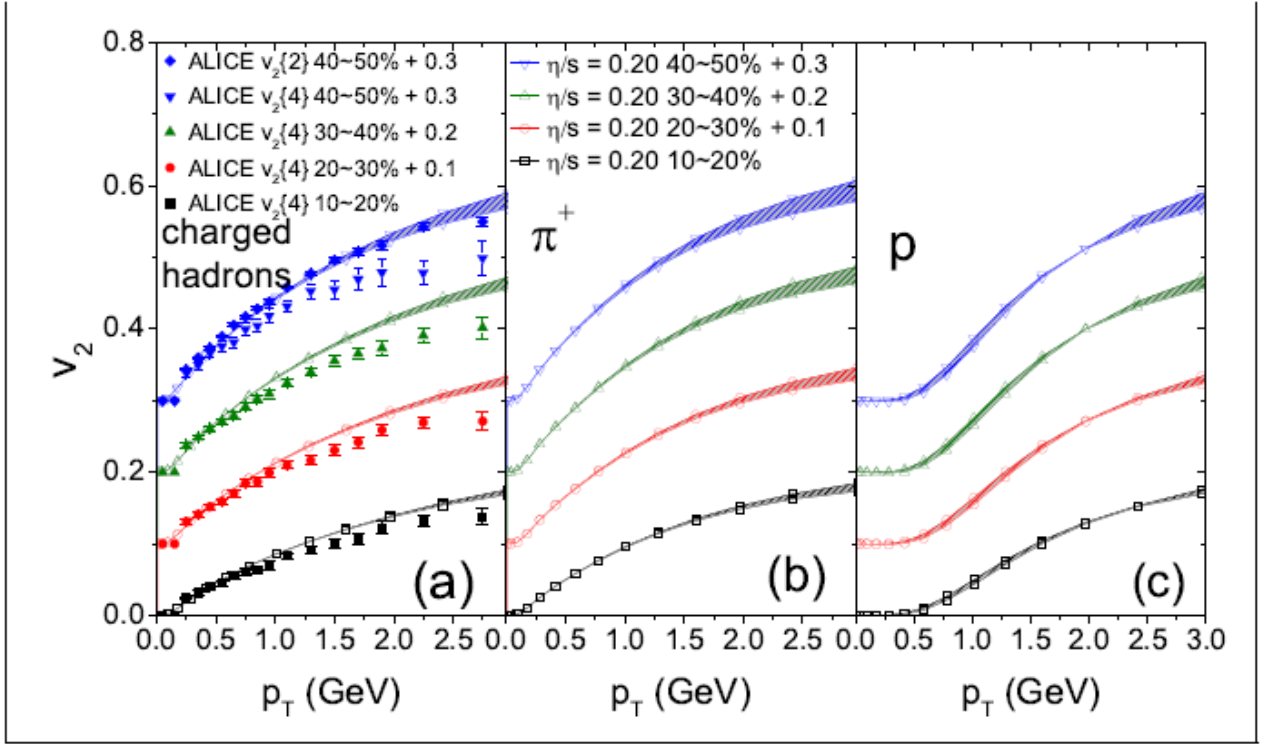 0.8
0.6
0.4
0.2
0.0
v2
ALICE v2{2} 40~50% + 0.3
ALICE v2{4} 40~50% + 0.3
ALICE v2{4} 30~40% + 0.2
ALICE v2{4} 20~30% + 0.1
ALICE v2{4} 10~20%
charged
hadrons
(a)
η/s = 0.20 40~50% + 0.3
η/s = 0.20 30~40% + 0.2
η/s = 0.20 20~30% + 0.1
η/s = 0.20 10~20%
π+
(b)
p
(c)
0.0 0.5 1.0 1.5 2.0 2.5 0.0 0.5 1.0 1.5 2.0 2.5 0.0 0.5 1.0 1.5 2.0 2.5 3.0
pT (GeV) pT (GeV) pT (GeV)